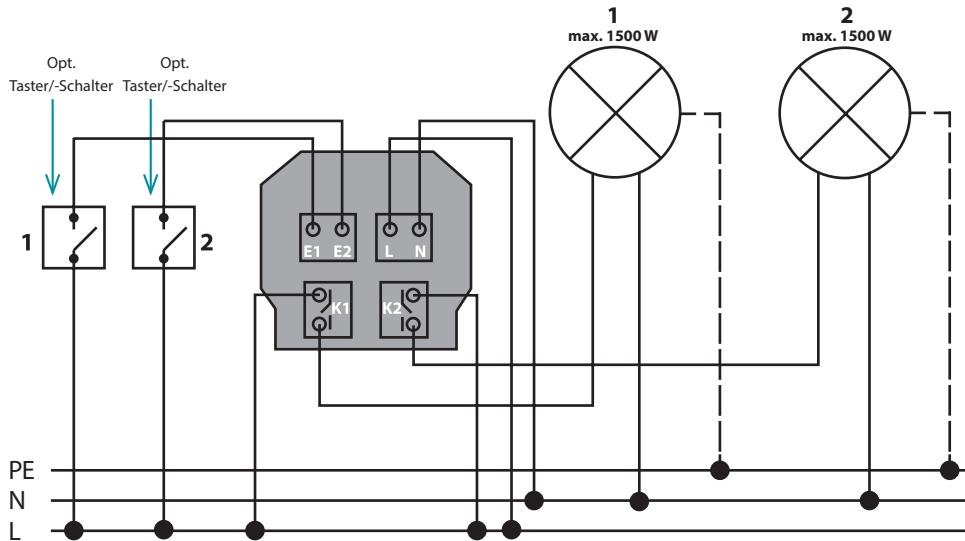 1
max. 1500 W
2
max. 1500 W
Opt.
Taster/-Schalter
Opt.
Taster/-Schalter
1
2
E1 E2 L N
K1 K2
PE
N
L